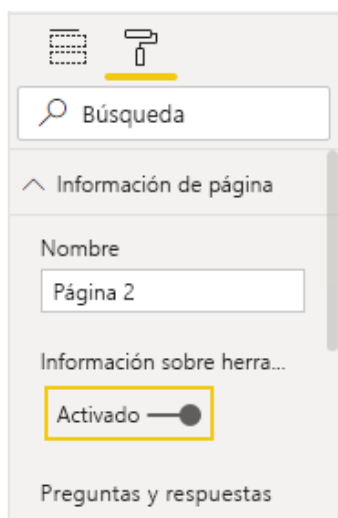 Búsqueda
Información de página
Nombre
Página 2
Información sobre herra...
Activado
Preguntas y respuestas